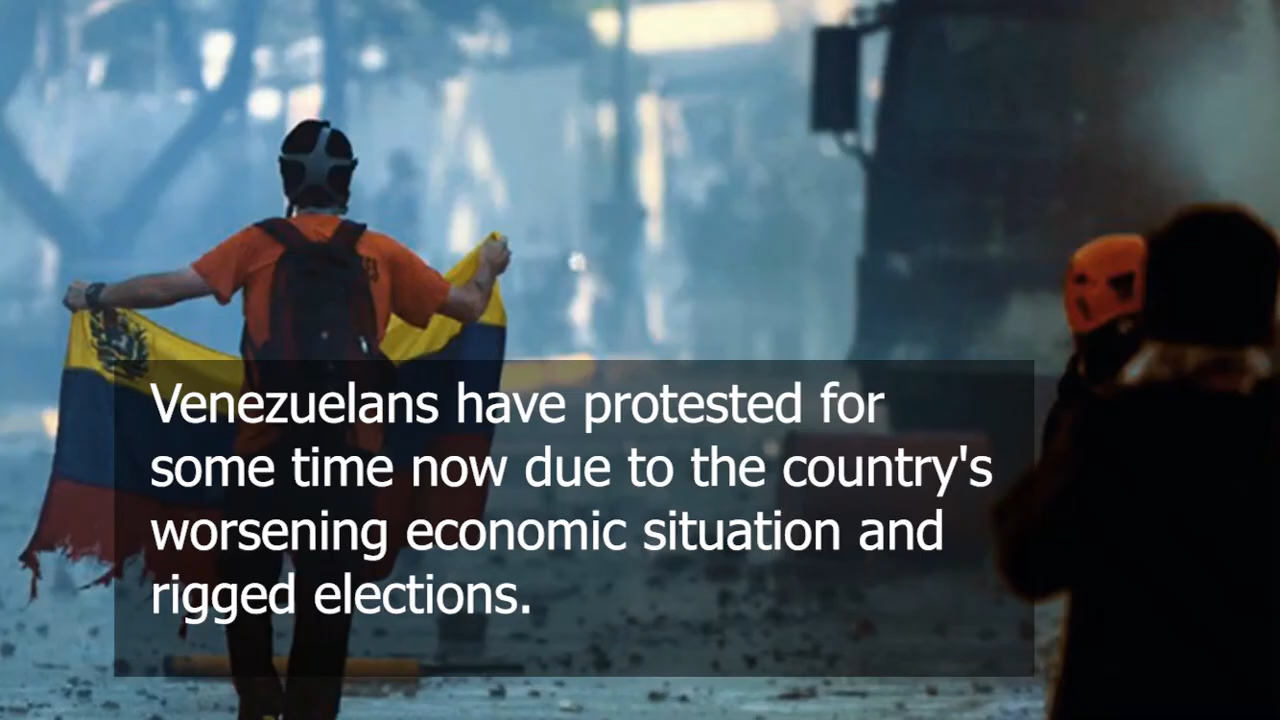 Venezuelans have protested for
some time now due to the country's
worsening economic situation and
rigged elections.